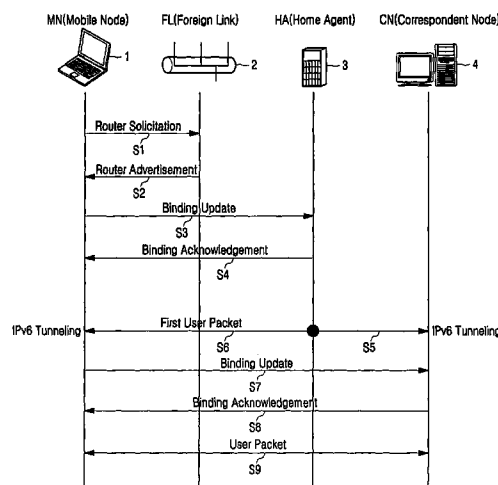 MN(Mobile Node) FL(Foreign Link) HA(Home Agent) CN(Correspondent Node)
1 2 3 4
Router Solicitation
S1
Router Advertisement
S2
Binding Update
S3
Binding Acknowledgement
S4
IPv6 Tunneling First User Packet IPv6 Tunneling
S6 S5
Binding Update
S7
Binding Acknowledgement
S8
User Packet
S9